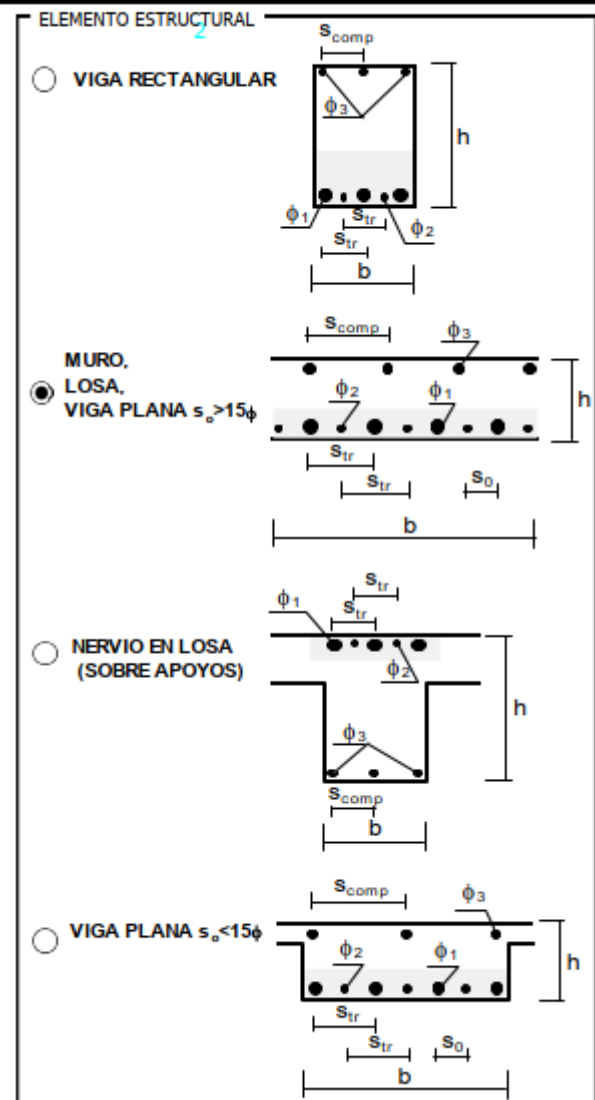 ELEMENTO ESTRUCTURAL
2
s_comp
VIGA RECTANGULAR
ϕ₃
h
ϕ₁ s_tr ϕ₂
s_tr
b
s_comp ϕ₃
MURO,
LOSA,
VIGA PLANA s_o>15ϕ
ϕ₂ ϕ₁
h
s_tr
s_tr s₀
b
s_tr
ϕ₁ s_tr
NERVIO EN LOSA
(SOBRE APOYOS)
ϕ₂
h
ϕ₃
s_comp
b
s_comp ϕ₃
VIGA PLANA s_o<15ϕ
ϕ₂ ϕ₁
h
s_tr
s_tr s₀
b